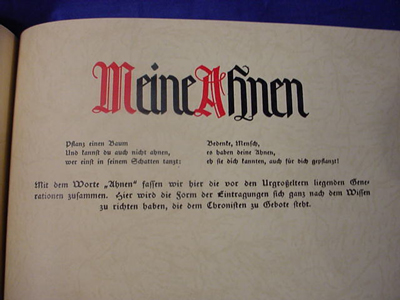 Meine Ahnen
Pflanz einen Baum
Und kannst du auch nicht ahnen,
wer einst in seinem Schatten tanzt:
Bedenke, Mensch,
es haben deine Ahnen,
eh sie dich kannten, auch für dich gepflanzt!
Mit dem Worte „Ahnen" fassen wir hier die vor den Urgroßeltern liegenden Gene-
rationen zusammen. Hier wird die Form der Eintragungen sich ganz nach dem Wissen
zu richten haben, die dem Chronisten zu Gebote steht.